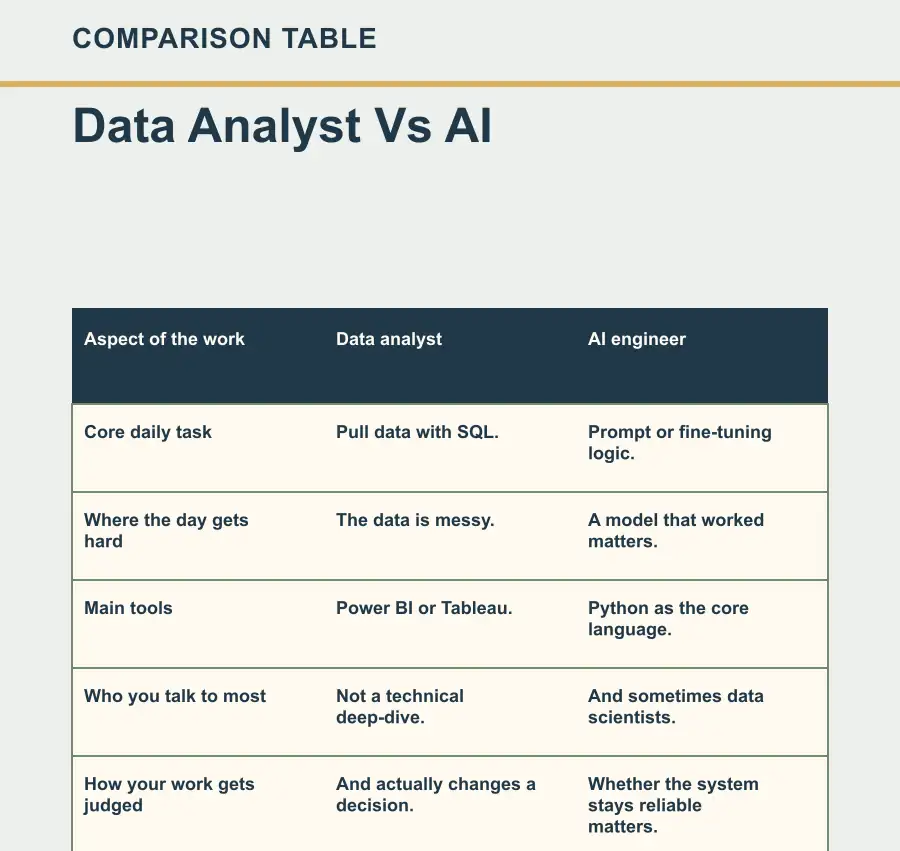 COMPARISON TABLE
Data Analyst Vs AI
Aspect of the work
Data analyst
AI engineer
Core daily task
Pull data with SQL.
Prompt or fine-tuning
logic.
Where the day gets
hard
The data is messy.
A model that worked
matters.
Main tools
Power BI or Tableau.
Python as the core
language.
Who you talk to most
Not a technical
deep-dive.
And sometimes data
scientists.
How your work gets
judged
And actually changes a
decision.
Whether the system
stays reliable
matters.